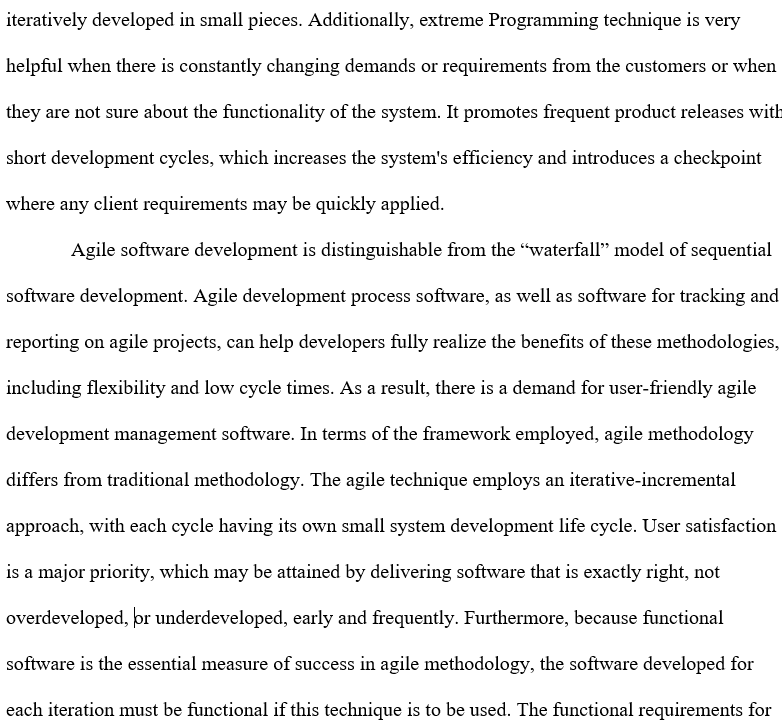 iteratively developed in small pieces. Additionally, extreme Programming technique is very
helpful when there is constantly changing demands or requirements from the customers or when
they are not sure about the functionality of the system. It promotes frequent product releases with
short development cycles, which increases the system's efficiency and introduces a checkpoint
where any client requirements may be quickly applied.
Agile software development is distinguishable from the “waterfall” model of sequential
software development. Agile development process software, as well as software for tracking and
reporting on agile projects, can help developers fully realize the benefits of these methodologies,
including flexibility and low cycle times. As a result, there is a demand for user-friendly agile
development management software. In terms of the framework employed, agile methodology
differs from traditional methodology. The agile technique employs an iterative-incremental
approach, with each cycle having its own small system development life cycle. User satisfaction
is a major priority, which may be attained by delivering software that is exactly right, not
overdeveloped, or underdeveloped, early and frequently. Furthermore, because functional
software is the essential measure of success in agile methodology, the software developed for
each iteration must be functional if this technique is to be used. The functional requirements for